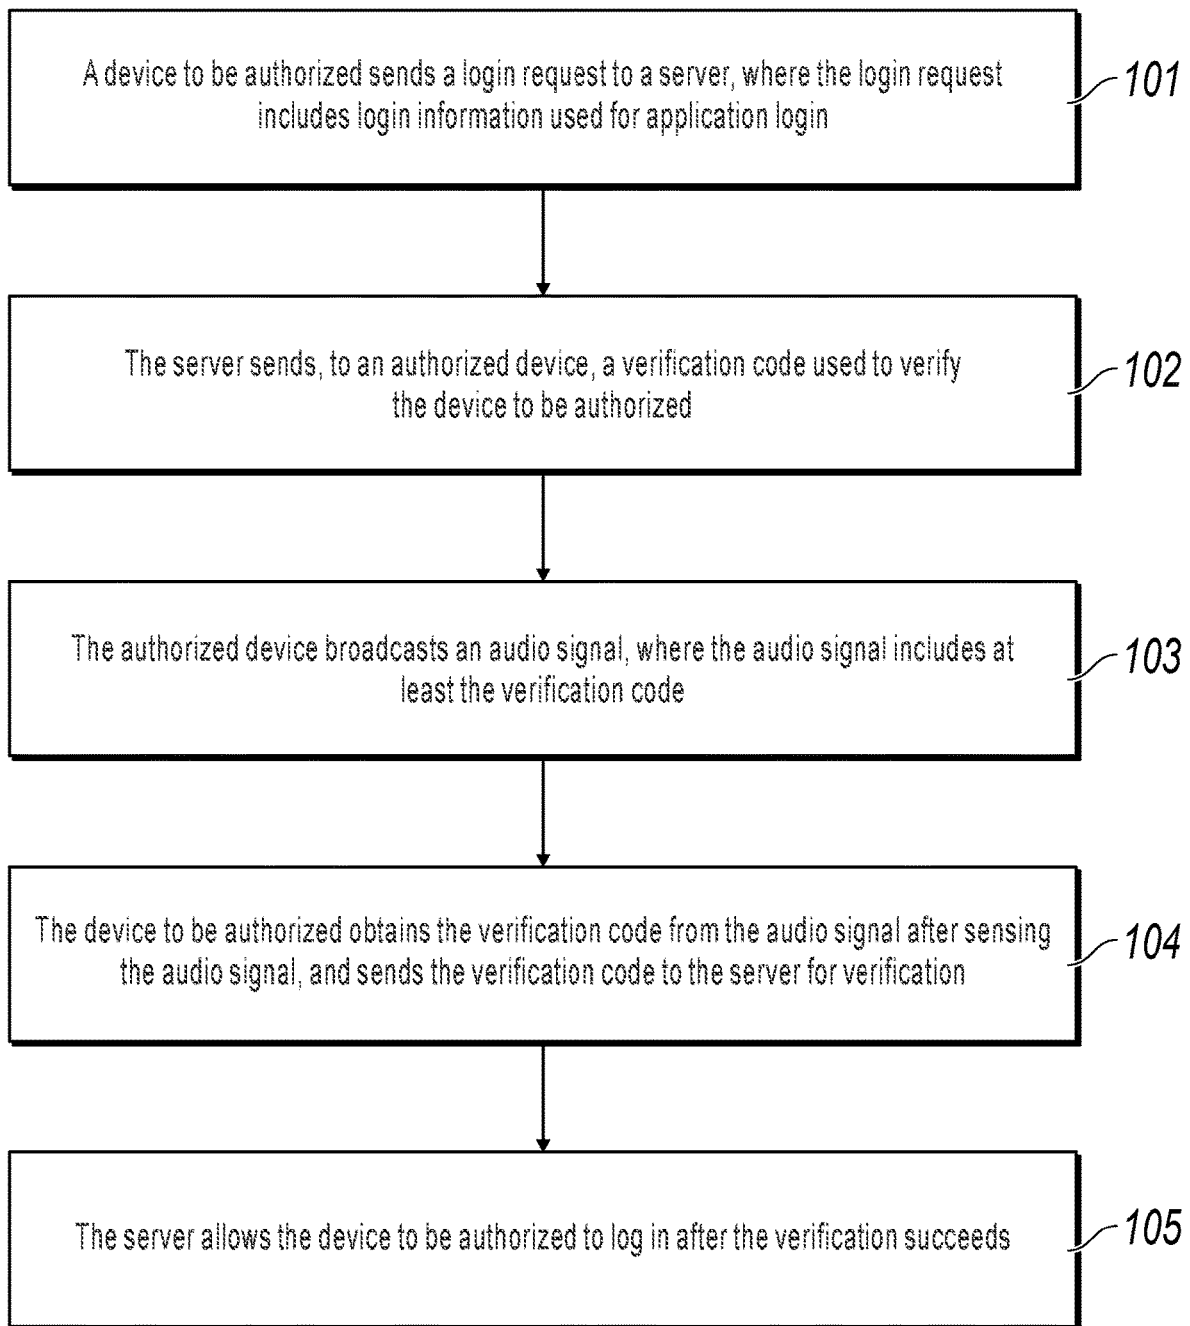 A device to be authorized sends a login request to a server, where the login request
includes login information used for application login
101
The server sends, to an authorized device, a verification code used to verify
the device to be authorized
102
The authorized device broadcasts an audio signal, where the audio signal includes at
least the verification code
103
The device to be authorized obtains the verification code from the audio signal after sensing
the audio signal, and sends the verification code to the server for verification
104
The server allows the device to be authorized to log in after the verification succeeds
105